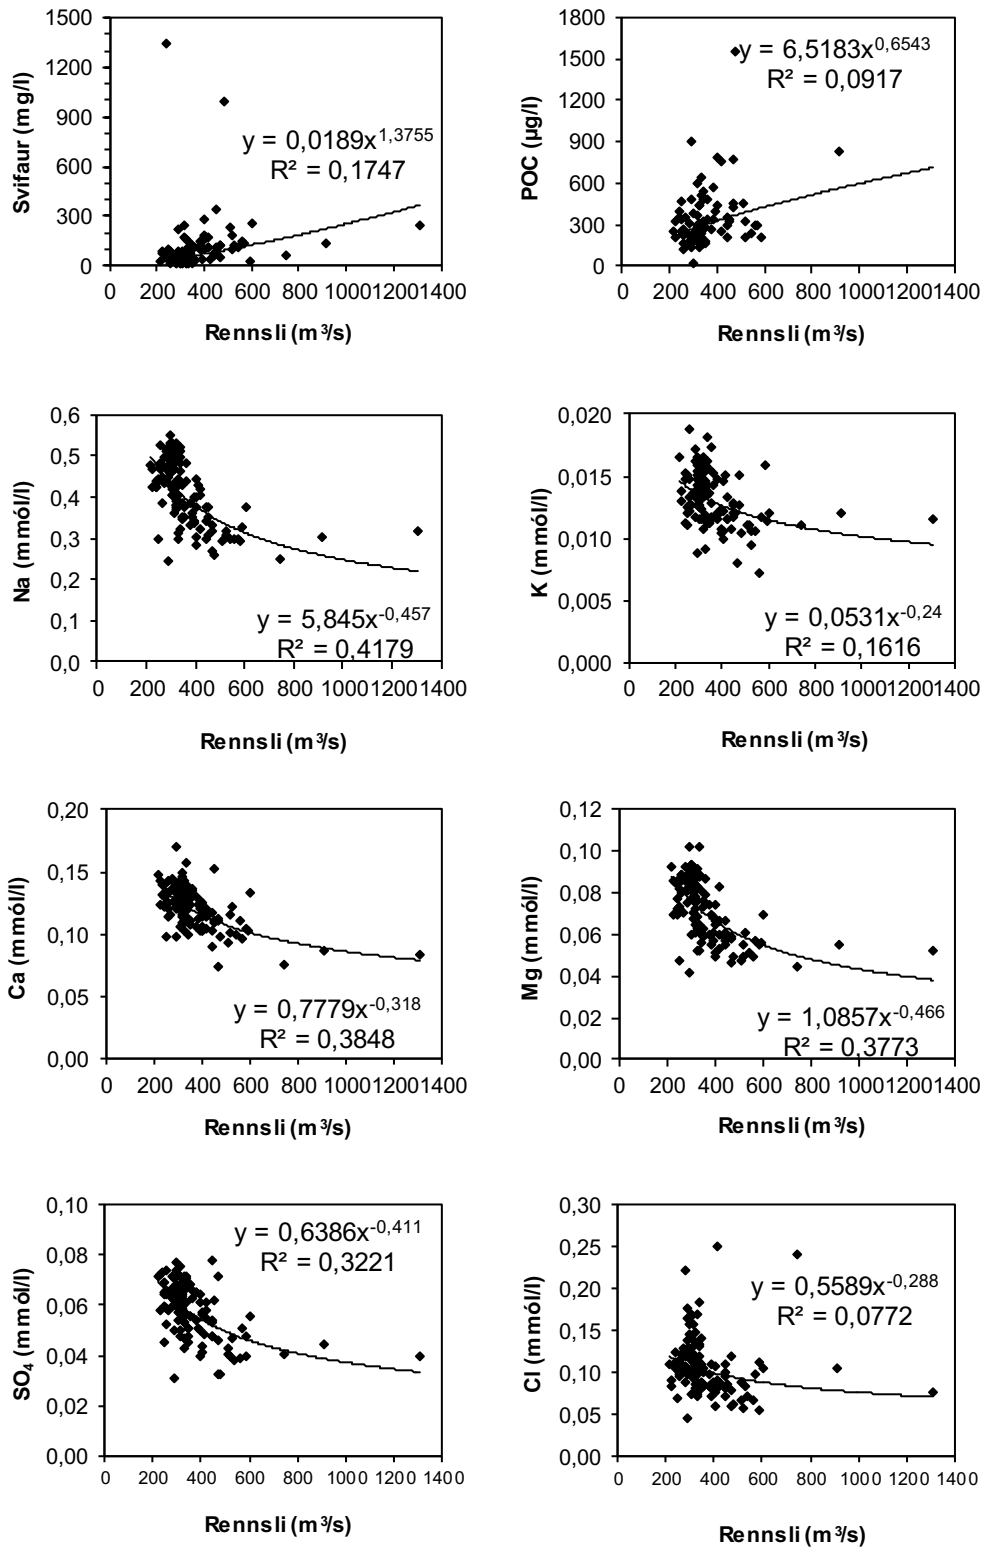 Svifaur (mg/l)
1500
1200
900
600
300
0
y = 0,0189x^1,3755
R² = 0,1747
0 200 400 600 800 1000 1200 1400
Rennsli (m³/s)
POC (µg/l)
1800
1500
1200
900
600
300
0
y = 6,5183x^0,6543
R² = 0,0917
0 200 400 600 800 1000 1200 1400
Rennsli (m³/s)
Na (mmól/l)
0,6
0,5
0,4
0,3
0,2
0,1
0,0
y = 5,845x^-0,457
R² = 0,4179
0 200 400 600 800 1000 1200 1400
Rennsli (m³/s)
K (mmól/l)
0,020
0,015
0,010
0,005
0,000
y = 0,0531x^-0,24
R² = 0,1616
0 200 400 600 800 1000 1200 1400
Rennsli (m³/s)
Ca (mmól/l)
0,20
0,15
0,10
0,05
0,00
y = 0,7779x^-0,318
R² = 0,3848
0 200 400 600 800 1000 1200 1400
Rennsli (m³/s)
Mg (mmól/l)
0,12
0,10
0,08
0,06
0,04
0,02
0,00
y = 1,0857x^-0,466
R² = 0,3773
0 200 400 600 800 1000 1200 1400
Rennsli (m³/s)
SO₄ (mmól/l)
0,10
0,08
0,06
0,04
0,02
0,00
y = 0,6386x^-0,411
R² = 0,3221
0 200 400 600 800 1000 1200 1400
Rennsli (m³/s)
Cl (mmól/l)
0,30
0,25
0,20
0,15
0,10
0,05
0,00
y = 0,5589x^-0,288
R² = 0,0772
0 200 400 600 800 1000 1200 1400
Rennsli (m³/s)